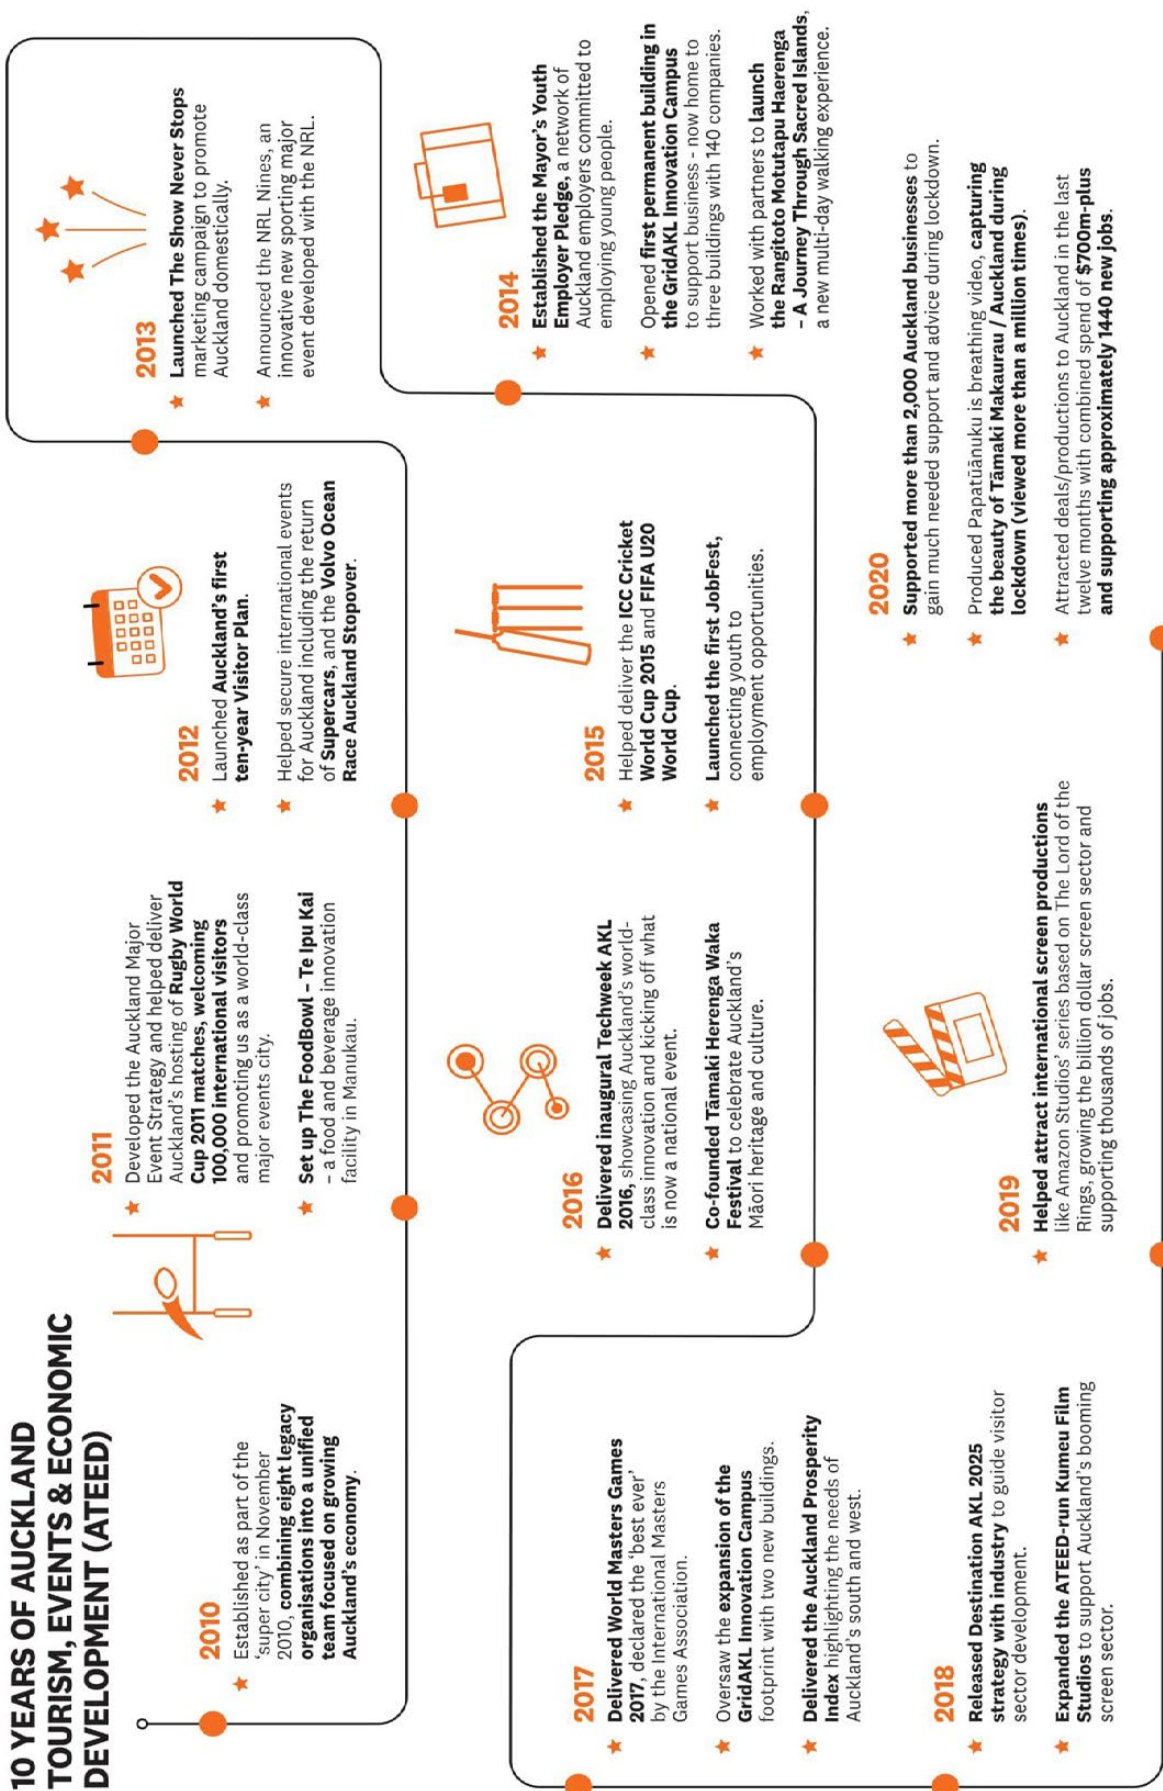 10 YEARS OF AUCKLAND
TOURISM, EVENTS & ECONOMIC
DEVELOPMENT (ATEED)
2010
Established as part of the
‘super city’ in November
2010, combining eight legacy
organisations into a unified
team focused on growing
Auckland’s economy.
2011
Developed the Auckland Major
Event Strategy and helped deliver
Auckland’s hosting of Rugby World
Cup 2011 matches, welcoming
100,000 international visitors
and promoting us as a world-class
major events city.
Set up The FoodBowl – Te Ipu Kai
– a food and beverage innovation
facility in Manukau.
2012
Launched Auckland’s first
ten-year Visitor Plan.
Helped secure international events
for Auckland including the return
of Supercars, and the Volvo Ocean
Race Auckland Stopover.
2013
Launched The Show Never Stops
marketing campaign to promote
Auckland domestically.
Announced the NRL Nines, an
innovative new sporting major
event developed with the NRL.
2014
Established the Mayor’s Youth
Employer Pledge, a network of
Auckland employers committed to
employing young people.
Opened first permanent building in
the GridAKL Innovation Campus
to support business - now home to
three buildings with 140 companies.
Worked with partners to launch
the Rangitoto Motutapu Haerenga
– A Journey Through Sacred Islands,
a new multi-day walking experience.
2015
Helped deliver the ICC Cricket
World Cup 2015 and FIFA U20
World Cup.
Launched the first JobFest,
connecting youth to
employment opportunities.
2016
Delivered inaugural Techweek AKL
2016, showcasing Auckland’s world-
class innovation and kicking off what
is now a national event.
Co-founded Tāmaki Herenga Waka
Festival to celebrate Auckland’s
Māori heritage and culture.
2017
Delivered World Masters Games
2017, declared the ‘best ever’
by the International Masters
Games Association.
Oversaw the expansion of the
GridAKL Innovation Campus
footprint with two new buildings.
Delivered the Auckland Prosperity
Index highlighting the needs of
Auckland’s south and west.
2018
Released Destination AKL 2025
strategy with industry to guide visitor
sector development.
Expanded the ATEED-run Kumeu Film
Studios to support Auckland’s booming
screen sector.
2019
Helped attract international screen productions
like Amazon Studios’ series based on The Lord of the
Rings, growing the billion dollar screen sector and
supporting thousands of jobs.
2020
Supported more than 2,000 Auckland businesses to
gain much needed support and advice during lockdown.
Produced Papatūānuku is breathing video, capturing
the beauty of Tāmaki Makaurau / Auckland during
lockdown (viewed more than a million times).
Attracted deals/productions to Auckland in the last
twelve months with combined spend of $700m-plus
and supporting approximately 1440 new jobs.